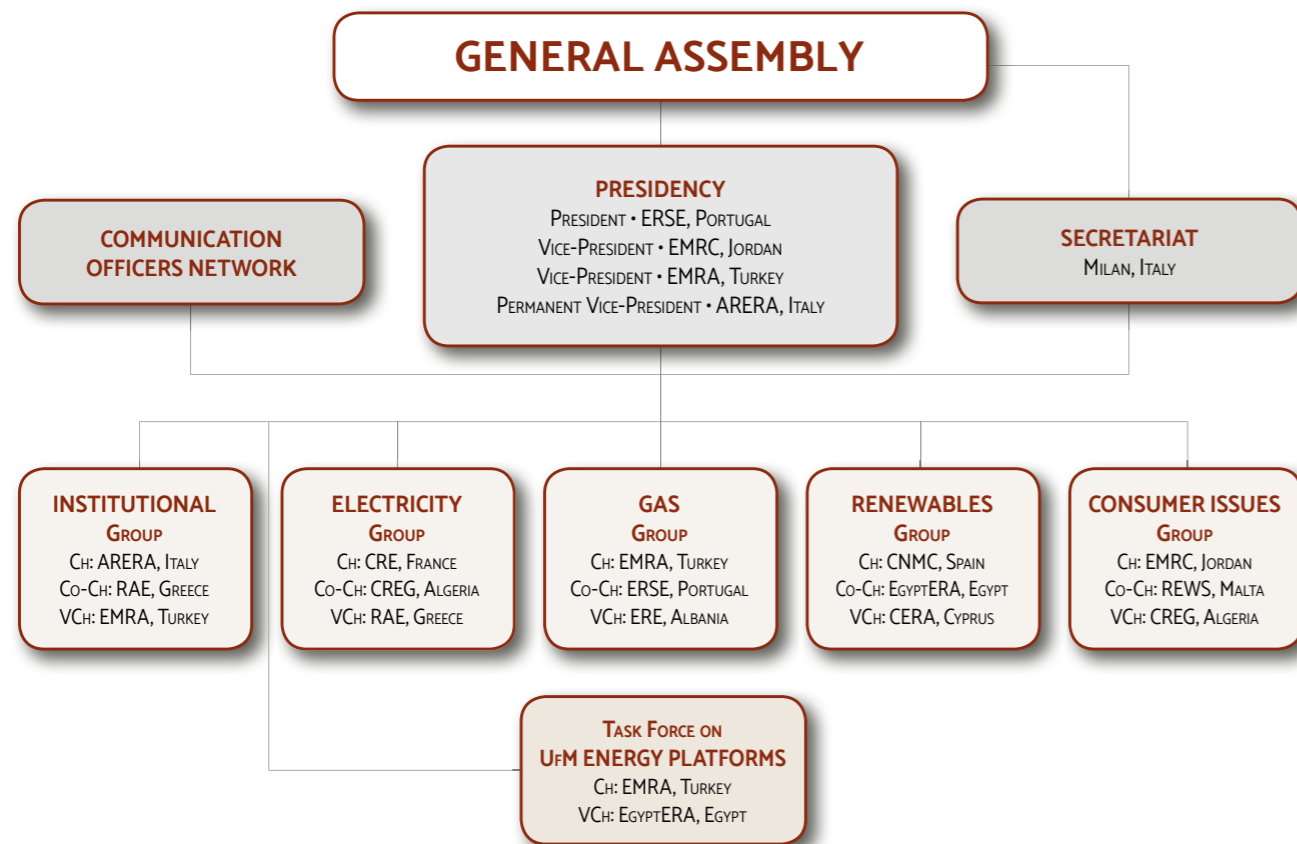 GENERAL ASSEMBLY
PRESIDENCY
President • ERSE, Portugal
Vice-President • EMRC, Jordan
Vice-President • EMRA, Turkey
Permanent Vice-President • ARERA, Italy
COMMUNICATION
OFFICERS NETWORK
SECRETARIAT
Milan, Italy
INSTITUTIONAL
Group
Ch: ARERA, Italy
Co-Ch: RAE, Greece
VCh: EMRA, Turkey
ELECTRICITY
Group
Ch: CRE, France
Co-Ch: CREG, Algeria
VCh: RAE, Greece
GAS
Group
Ch: EMRA, Turkey
Co-Ch: ERSE, Portugal
VCh: ERE, Albania
RENEWABLES
Group
Ch: CNMC, Spain
Co-Ch: EgyptERA, Egypt
VCh: CERA, Cyprus
CONSUMER ISSUES
Group
Ch: EMRC, Jordan
Co-Ch: REWS, Malta
VCh: CREG, Algeria
Task Force on
UfM ENERGY PLATFORMS
Ch: EMRA, Turkey
VCh: EgyptERA, Egypt